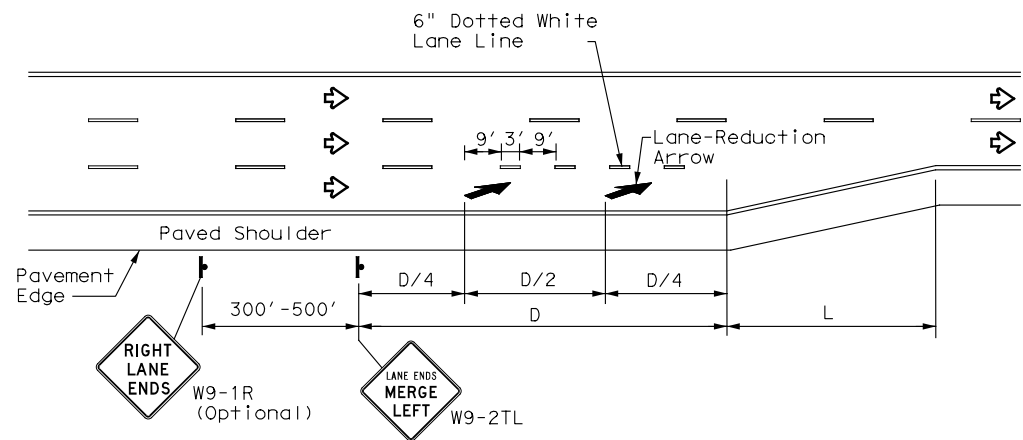 6" Dotted White
Lane Line
9' 3' 9'
Lane-Reduction
Arrow
Paved Shoulder
Pavement
Edge
D/4 D/2 D/4
300'-500' D L
RIGHT
LANE
ENDS
W9-1R
(Optional)
LANE ENDS
MERGE
LEFT
W9-2TL